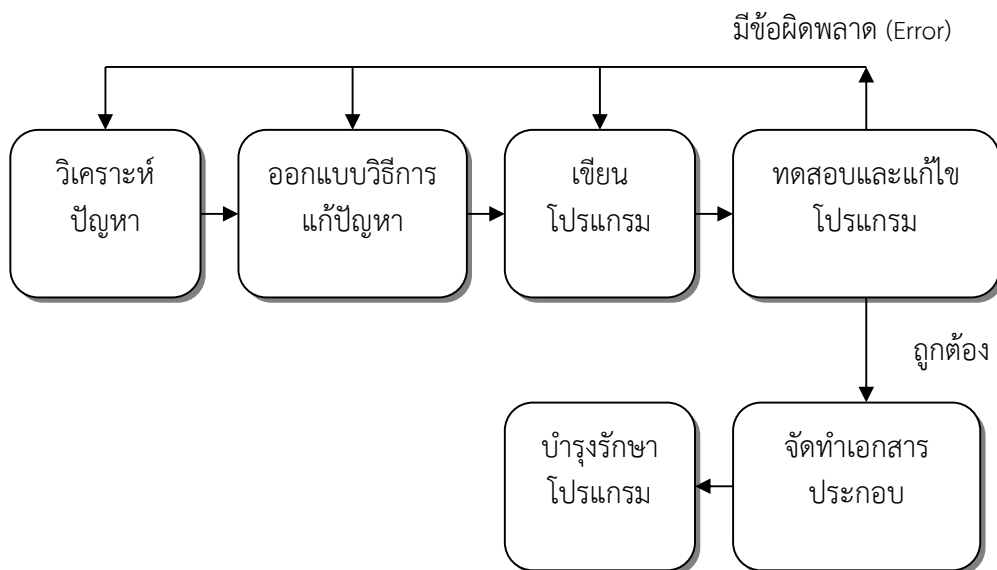 มีข้อผิดพลาด (Error)
วิเคราะห์
ปัญหา
ออกแบบวิธีการ
แก้ปัญหา
เขียน
โปรแกรม
ทดสอบและแก้ไข
โปรแกรม
ถูกต้อง
บำรุงรักษา
โปรแกรม
จัดทำเอกสาร
ประกอบ